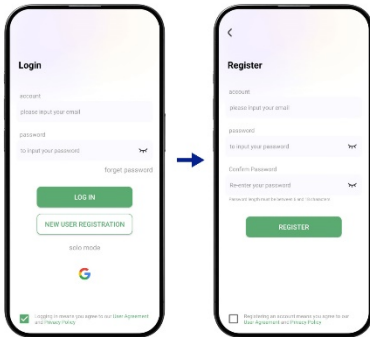 Login
account
please input your email
password
to input your password
forget password
LOG IN
NEW USER REGISTRATION
solo mode
G
Logging in means you agree to our User Agreement
and Privacy Policy
Register
account
please input your email
password
to input your password
Confirm Password
Re-enter your password
REGISTER
Registering an account means you agree to our
User Agreement and Privacy Policy